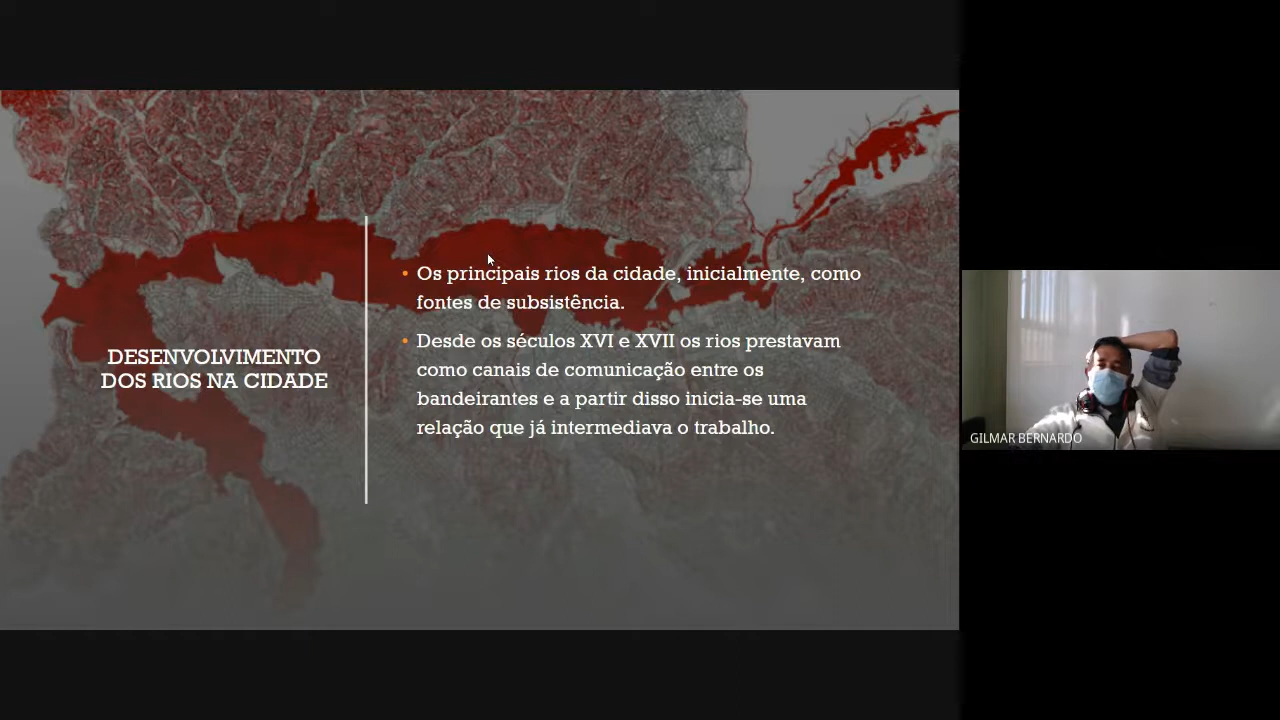 DESENVOLVIMENTO
DOS RIOS NA CIDADE
• Os principais rios da cidade, inicialmente, como
fontes de subsistência.
• Desde os séculos XVI e XVII os rios prestavam
como canais de comunicação entre os
bandeirantes e a partir disso inicia-se uma
relação que já intermediava o trabalho.
GILMAR BERNARDO